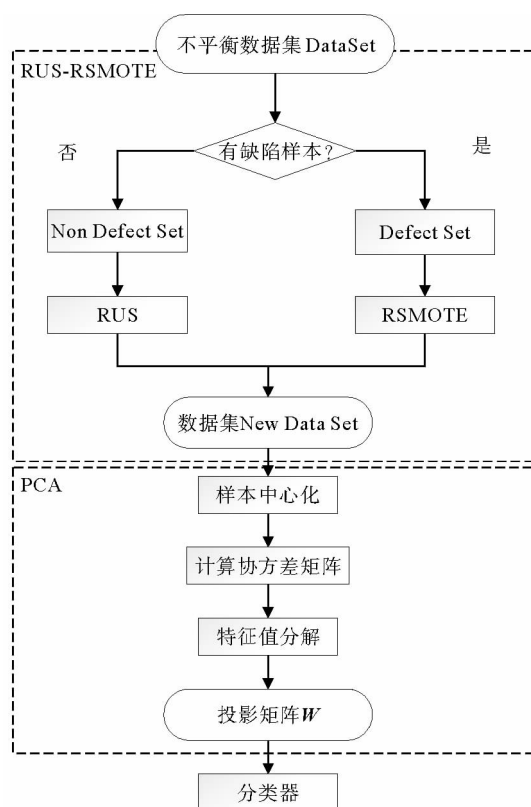 不平衡数据集DataSet
RUS-RSMOTE
有缺陷样本?
否
是
Non Defect Set
Defect Set
RUS
RSMOTE
数据集New Data Set
PCA
样本中心化
计算协方差矩阵
特征值分解
投影矩阵W
分类器